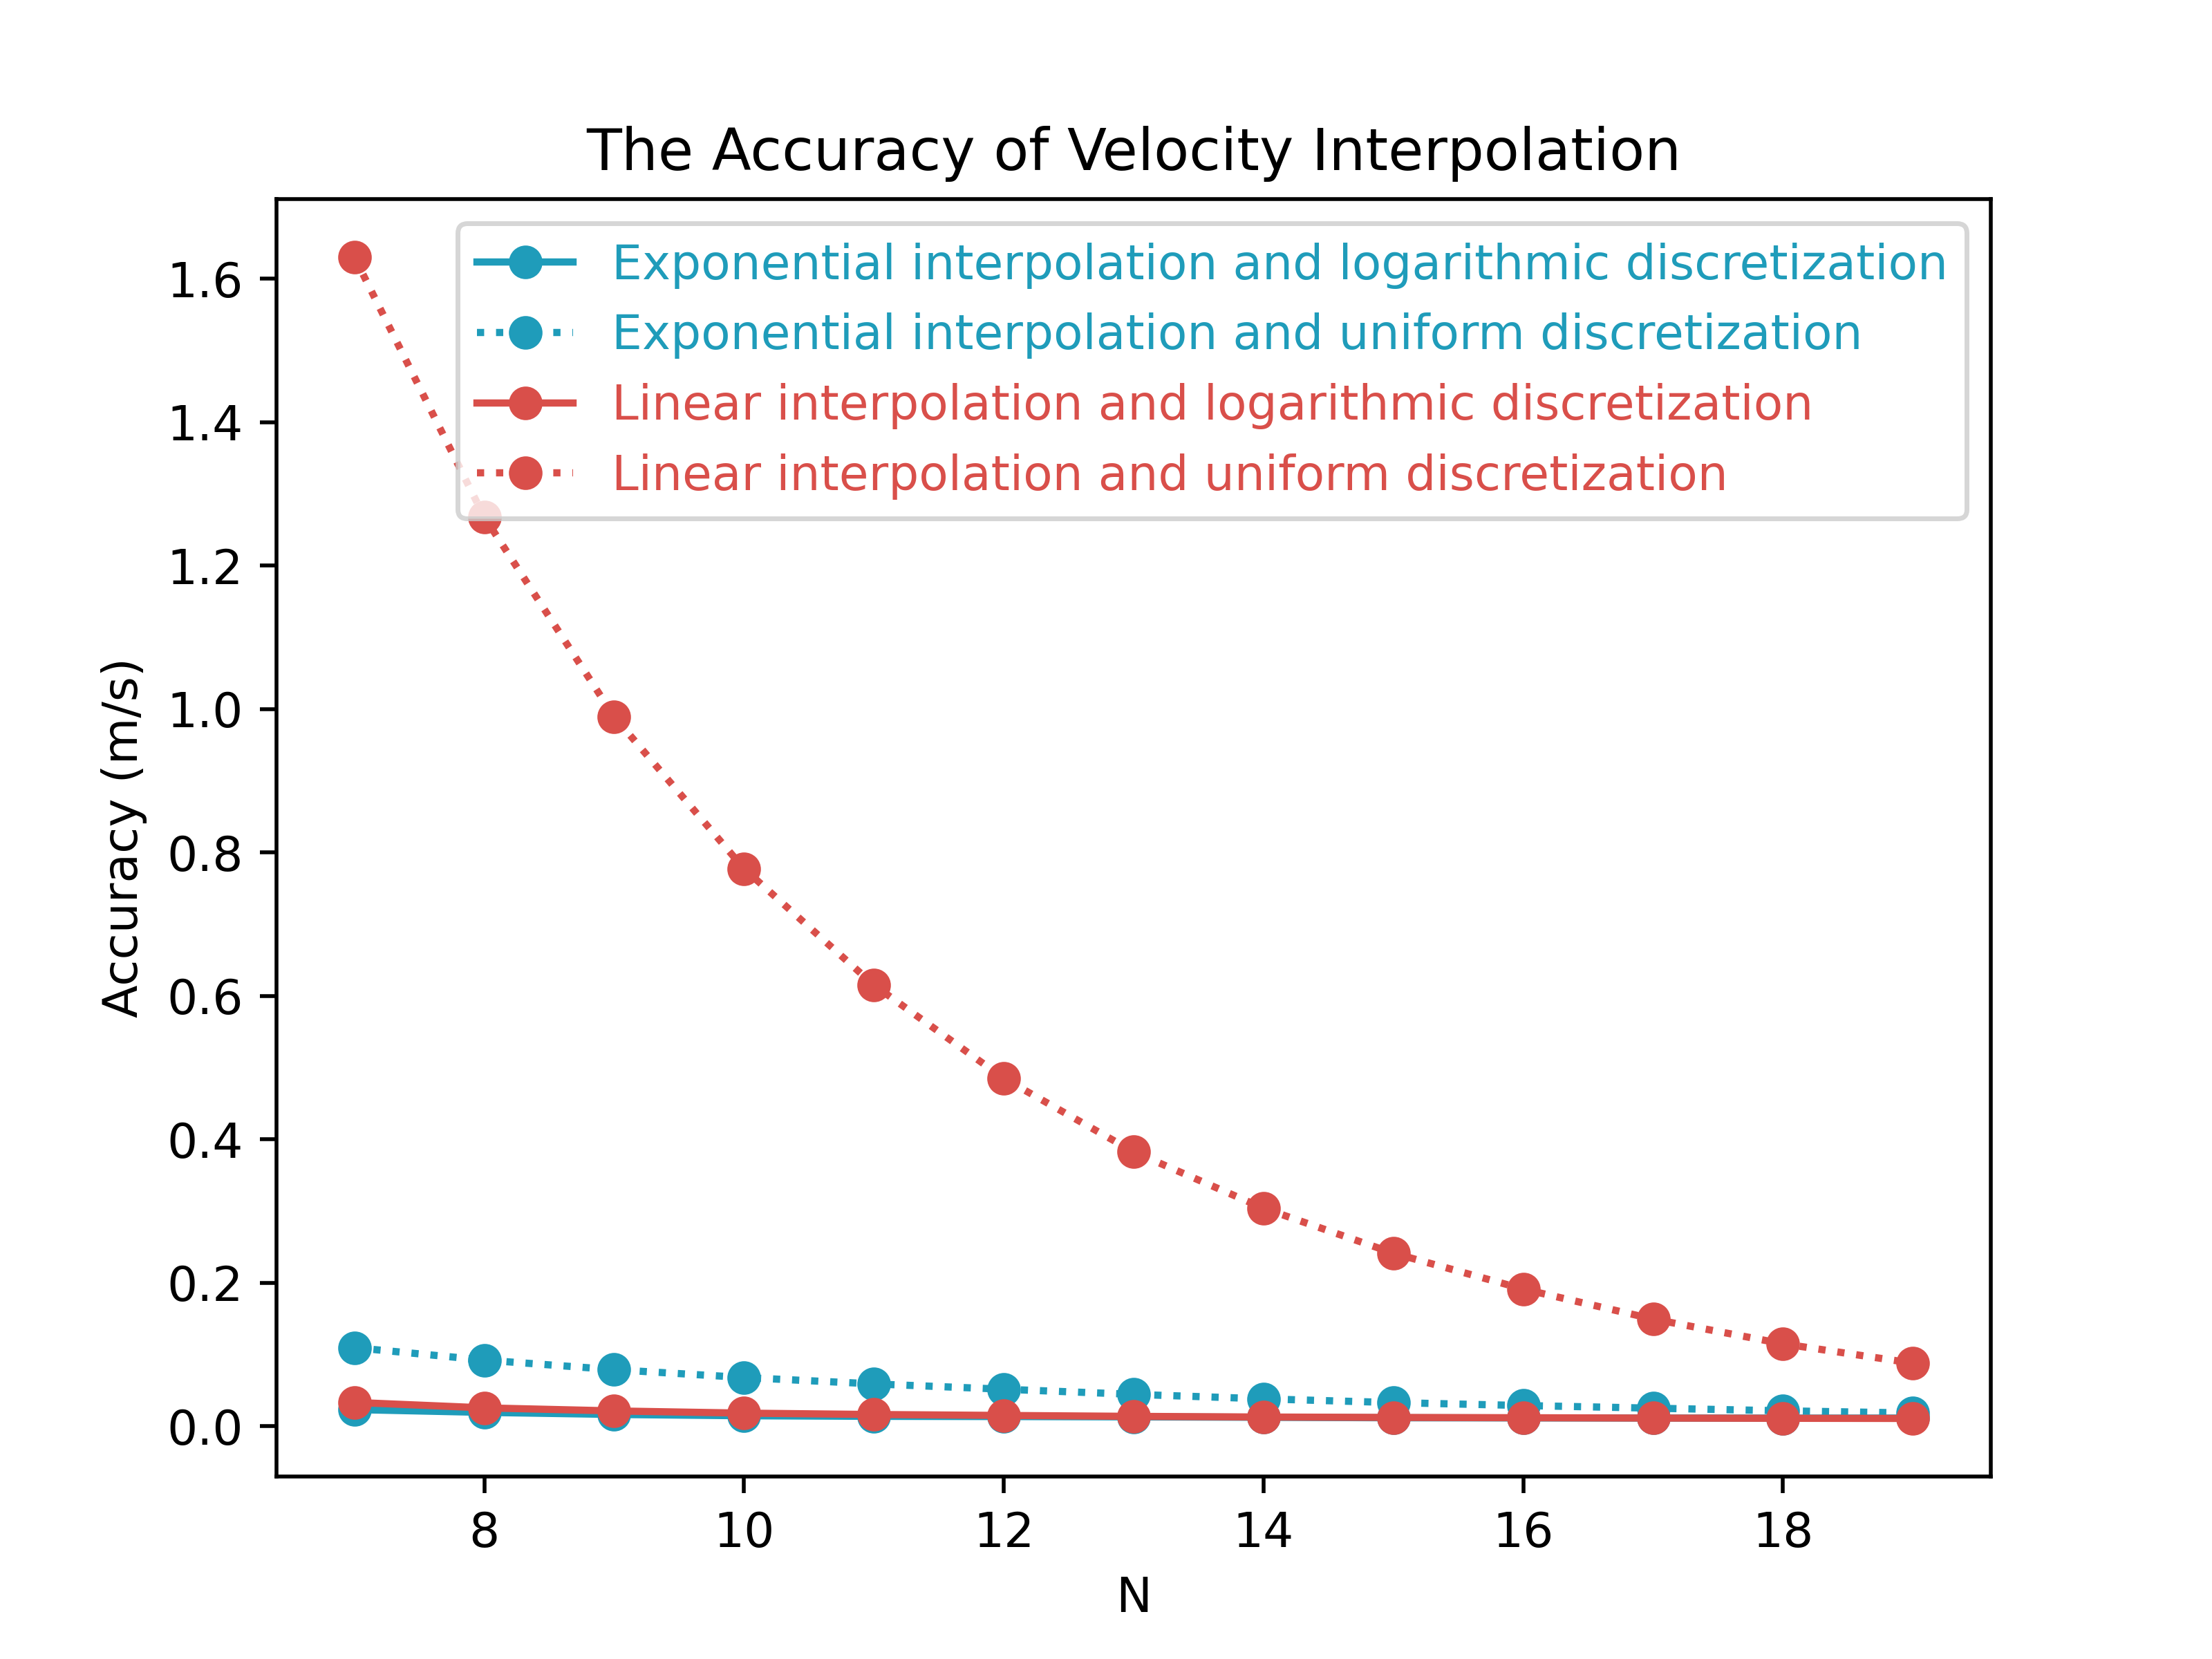 The Accuracy of Velocity Interpolation
Exponential interpolation and logarithmic discretization
Exponential interpolation and uniform discretization
Linear interpolation and logarithmic discretization
Linear interpolation and uniform discretization
Accuracy (m/s)
1.6
1.4
1.2
1.0
0.8
0.6
0.4
0.2
0.0
8 10 12 14 16 18
N